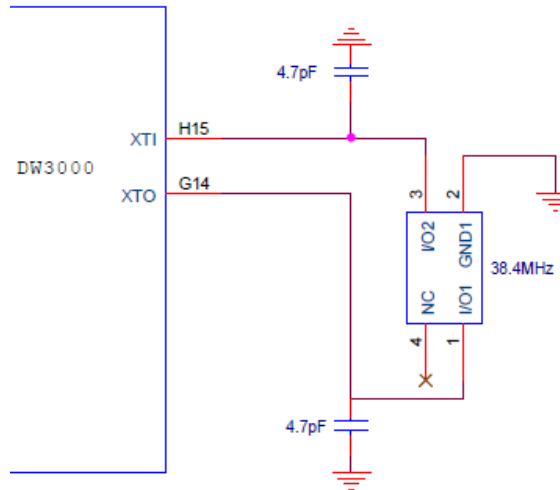 4.7pF
XTI
H15
DW3000
XTO
G14
3
2
I/O2
GND1
38.4MHz
NC
I/O1
4
1
4.7pF